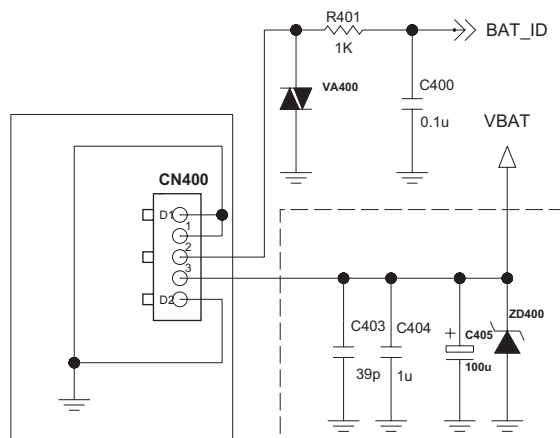 R401
BAT_ID
1K
VA400
C400
0.1u
VBAT
CN400
D1
1
2
3
D2
C403
C404
+
C405
ZD400
39p
1u
100u